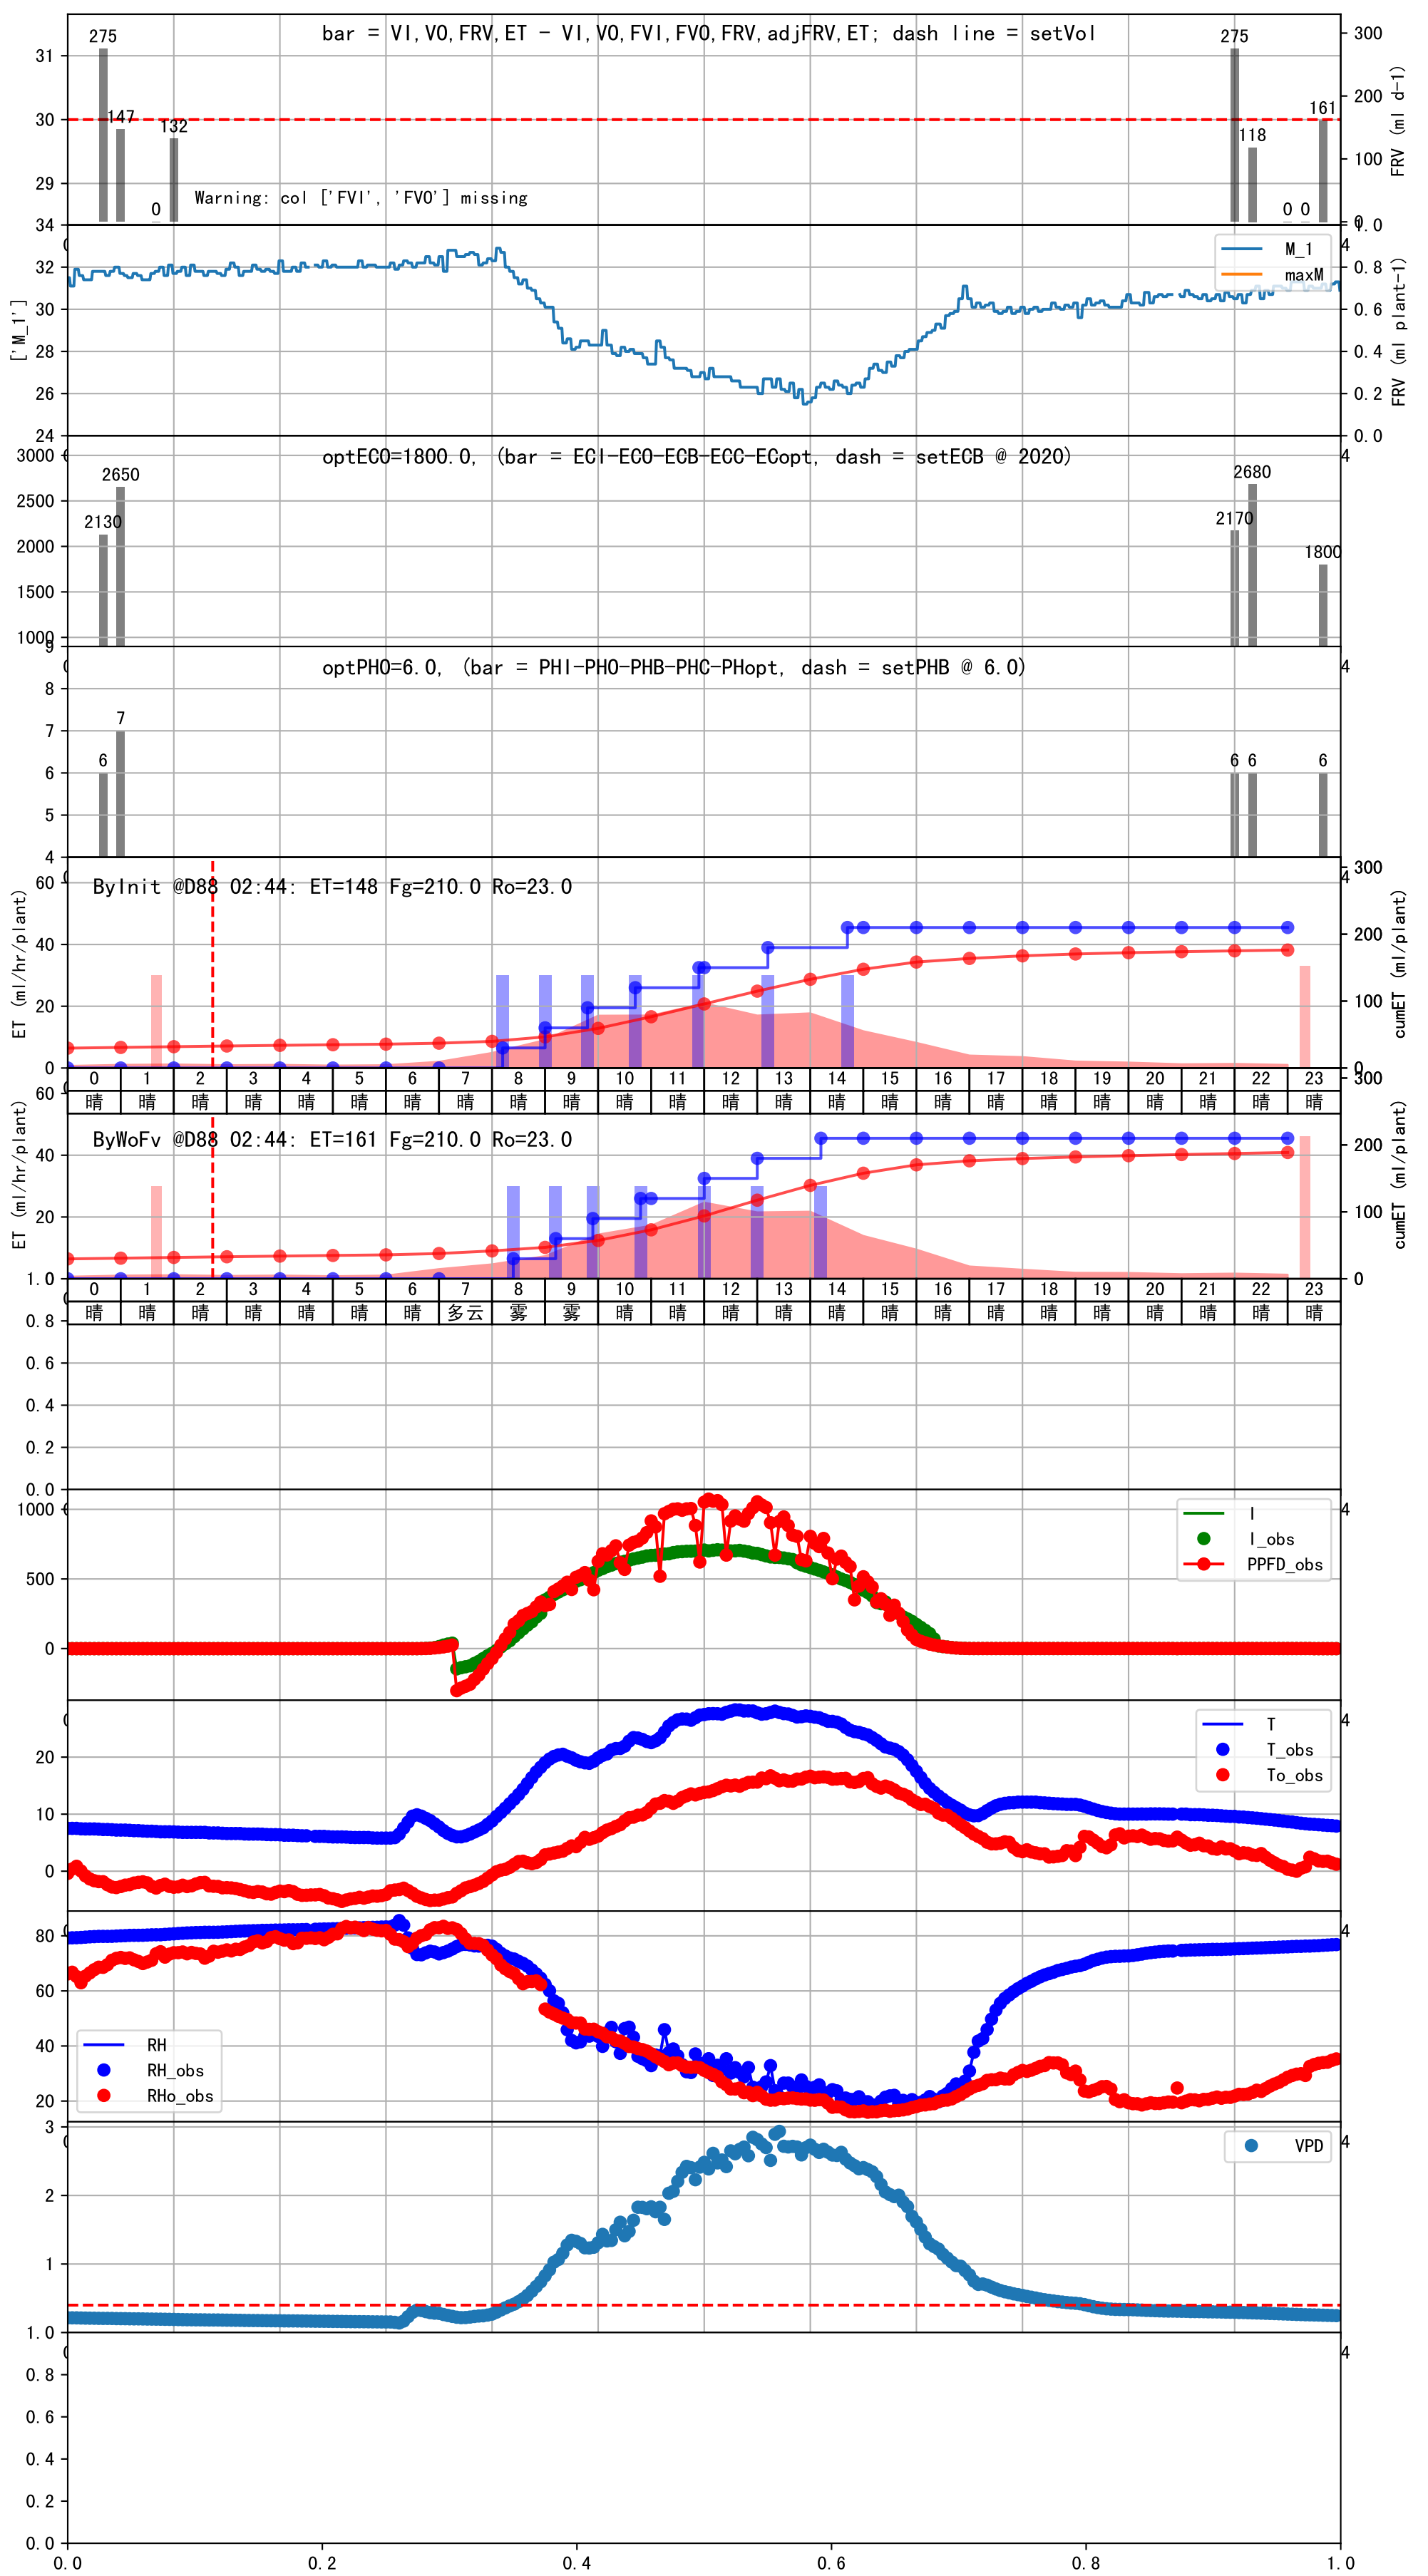 bar = VI,VO,FRV,ET - VI,VO,FVI,FVO,FRV,adjFRV,ET; dash line = setVol
275
147
0
132
275
118
0 0
161
Warning: col ['FVI', 'FVO'] missing
31
30
29
300
200
100
0
FRV (ml d-1)
34
32
30
28
26
24
['M_1']
M_1
maxM
1.0
0.8
0.6
0.4
0.2
0.0
FRV (ml plant-1)
optECO=1800.0, (bar = ECI-ECO-ECB-ECC-ECopt, dash = setECB @ 2020)
3000
2500
2000
1500
1000
2130
2650
2170
2680
1800
optPHO=6.0, (bar = PHI-PHO-PHB-PHC-PHopt, dash = setPHB @ 6.0)
9
8
7
6
5
4
6
7
6 6
6
ByInit @D88 02:44: ET=148 Fg=210.0 Ro=23.0
60
40
20
0
ET (ml/hr/plant)
300
200
100
0
cumET (ml/plant)
0 1 2 3 4 5 6 7 8 9 10 11 12 13 14 15 16 17 18 19 20 21 22 23
晴 晴 晴 晴 晴 晴 晴 晴 晴 晴 晴 晴 晴 晴 晴 晴 晴 晴 晴 晴 晴 晴 晴 晴
ByWoFv @D88 02:44: ET=161 Fg=210.0 Ro=23.0
60
40
20
ET (ml/hr/plant)
300
200
100
0
cumET (ml/plant)
0 1 2 3 4 5 6 7 8 9 10 11 12 13 14 15 16 17 18 19 20 21 22 23
晴 晴 晴 晴 晴 晴 晴 多云 雾 雾 晴 晴 晴 晴 晴 晴 晴 晴 晴 晴 晴 晴 晴 晴
1.0
0.8
0.6
0.4
0.2
0.0
1000
500
0
I
I_obs
PPFD_obs
20
10
0
T
T_obs
To_obs
80
60
40
20
RH
RH_obs
RHo_obs
3
2
1
VPD
1.0
0.8
0.6
0.4
0.2
0.0
0.0 0.2 0.4 0.6 0.8 1.0